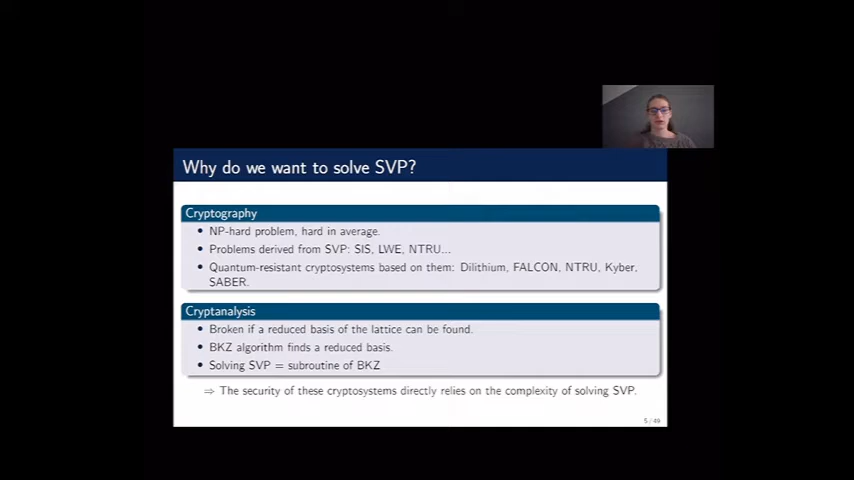 Why do we want to solve SVP?
Cryptography
• NP-hard problem, hard in average.
• Problems derived from SVP: SIS, LWE, NTRU...
• Quantum-resistant cryptosystems based on them: Dilithium, FALCON, NTRU, Kyber,
SABER.
Cryptanalysis
• Broken if a reduced basis of the lattice can be found.
• BKZ algorithm finds a reduced basis.
• Solving SVP = subroutine of BKZ
⇒ The security of these cryptosystems directly relies on the complexity of solving SVP.
5 / 46